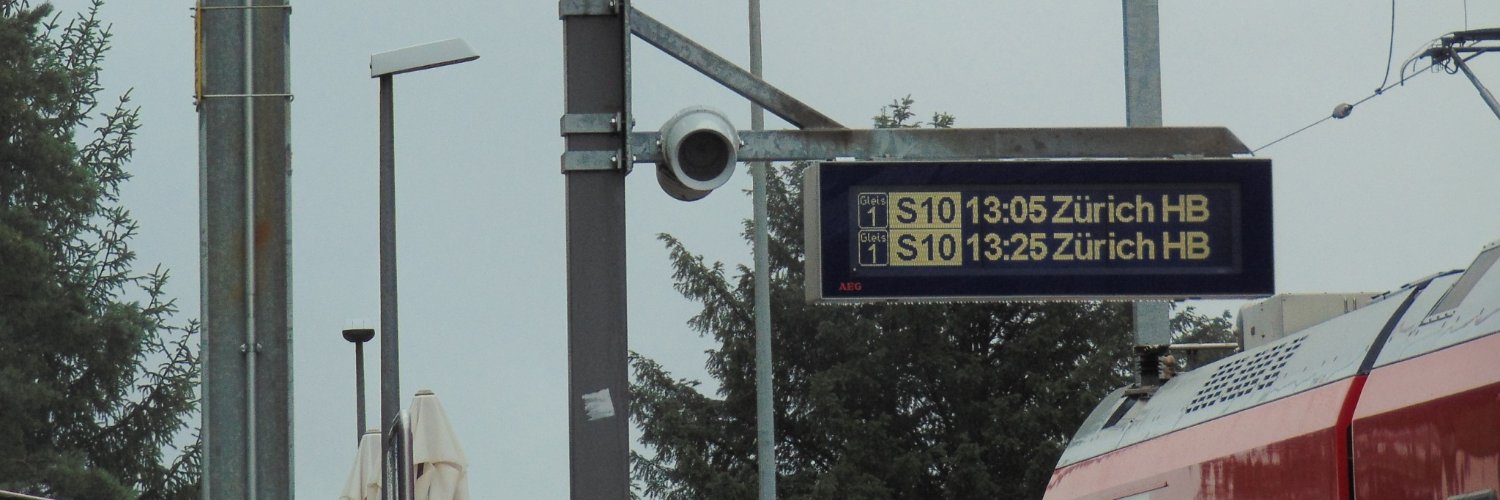 Gleis 1 S10 13:05 Zürich HB
Gleis 1 S10 13:25 Zürich HB
AEG